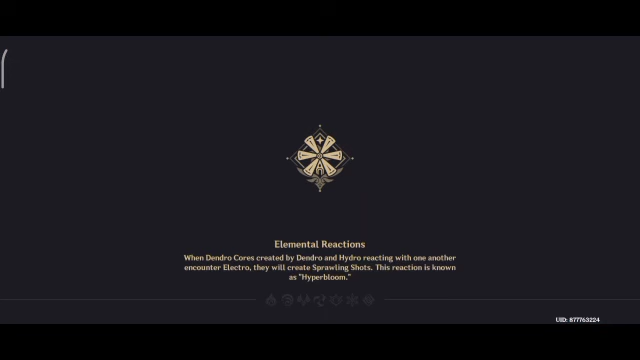 Elemental Reactions
When Dendro Cores created by Dendro and Hydro reacting with one another
encounter Electro, they will create Sprawling Shots. This reaction is known
as "Hyperbloom."
UID: 877763224